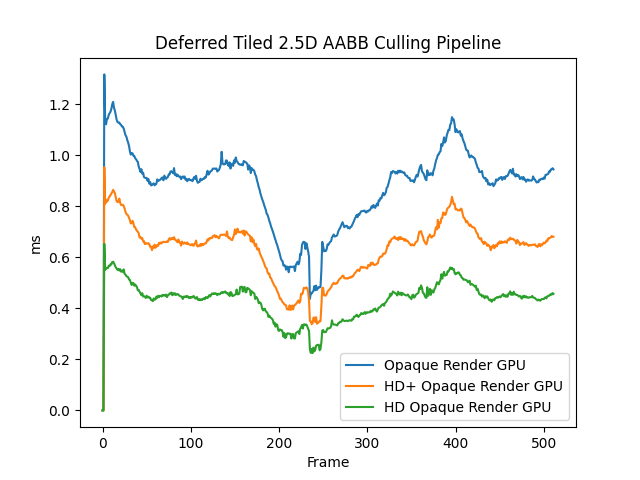 Deferred Tiled 2.5D AABB Culling Pipeline
ms
1.2
1.0
0.8
0.6
0.4
0.2
0.0
Opaque Render GPU
HD+ Opaque Render GPU
HD Opaque Render GPU
0 100 200 300 400 500
Frame